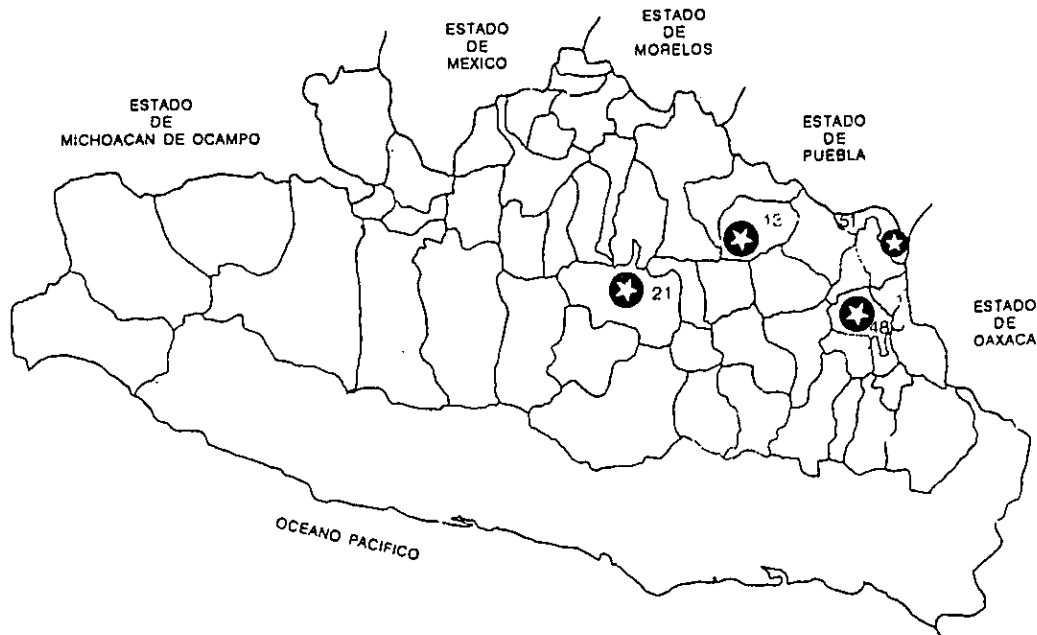 ESTADO
DE
MEXICO
ESTADO
DE
MORELOS
ESTADO
DE
MICHOACAN DE OCAMPO
ESTADO
DE
PUEBLA
13
51
21
48
ESTADO
DE
OAXACA
OCEANO PACIFICO